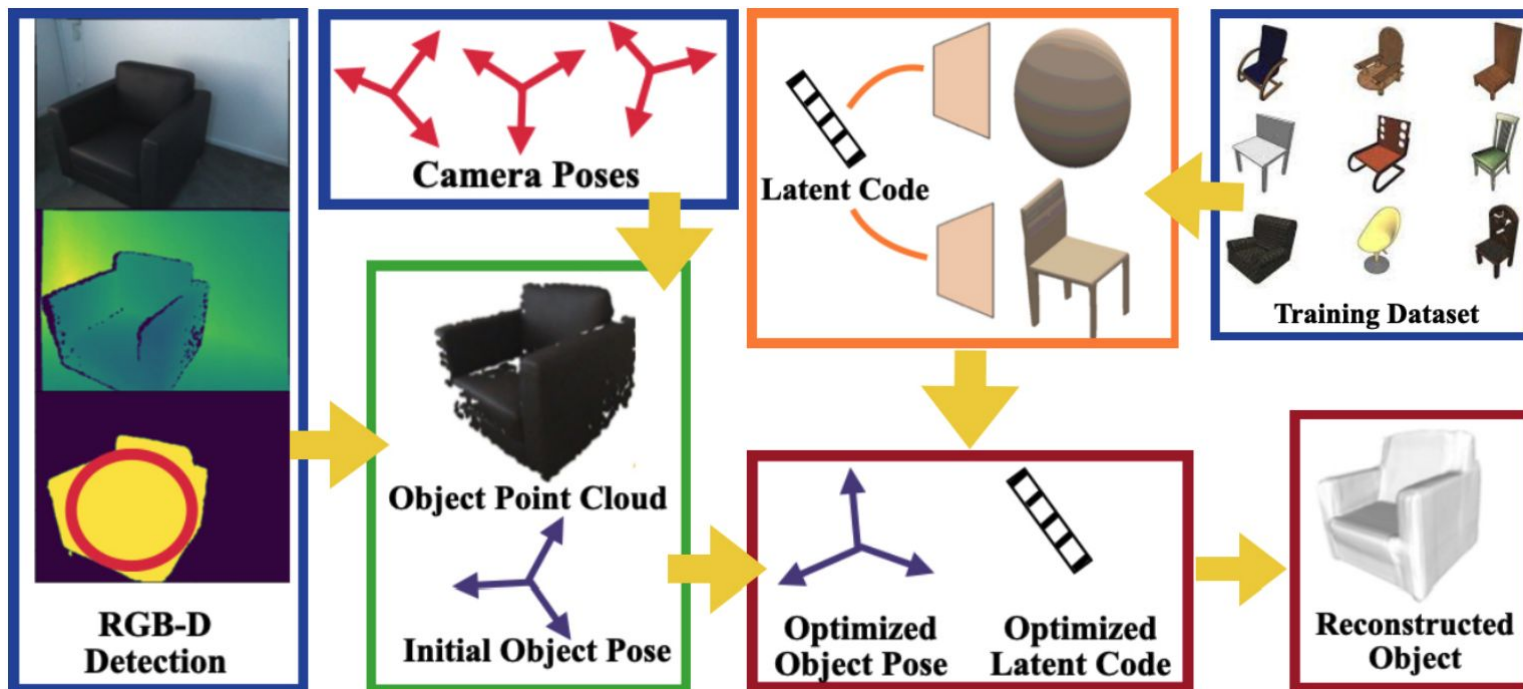 Camera Poses
Latent Code
Training Dataset
Object Point Cloud
Initial Object Pose
RGB-D
Detection
Optimized
Object Pose
Optimized
Latent Code
Reconstructed
Object